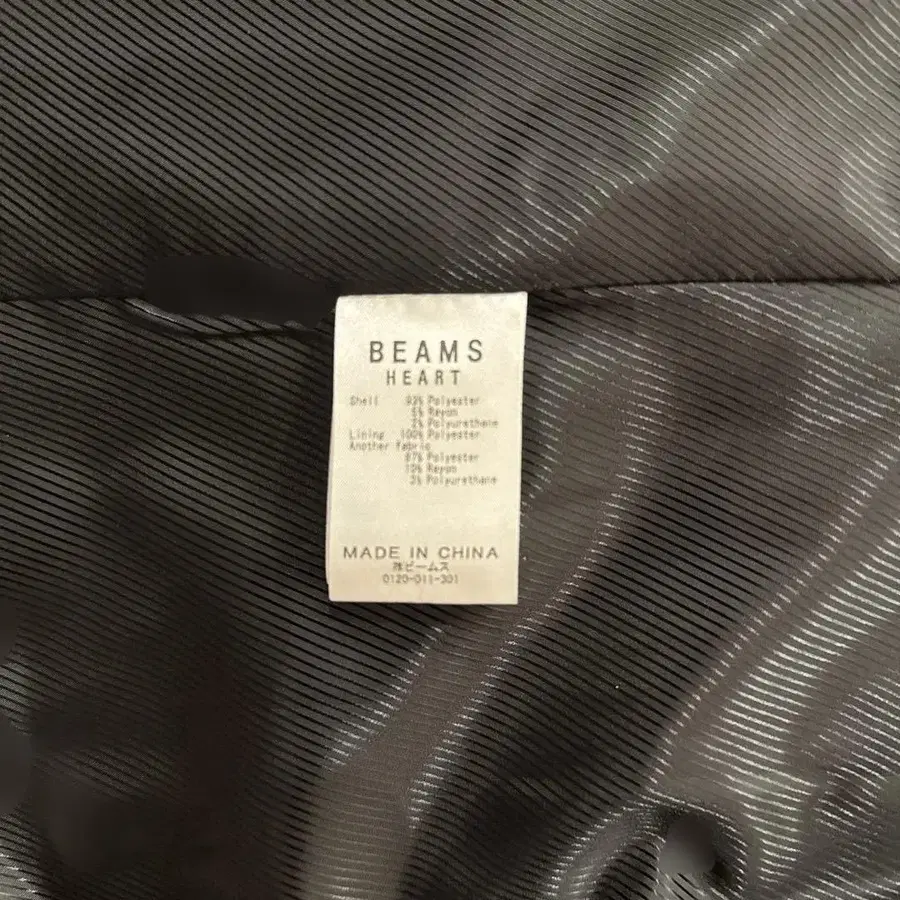 BEAMS
HEART
Shell 93% Polyester
5% Rayon
2% Polyurethane
Lining 100% Polyester
Another fabric
87% Polyester
10% Rayon
3% Polyurethane
MADE IN CHINA
㈱ビームス
0120-011-301